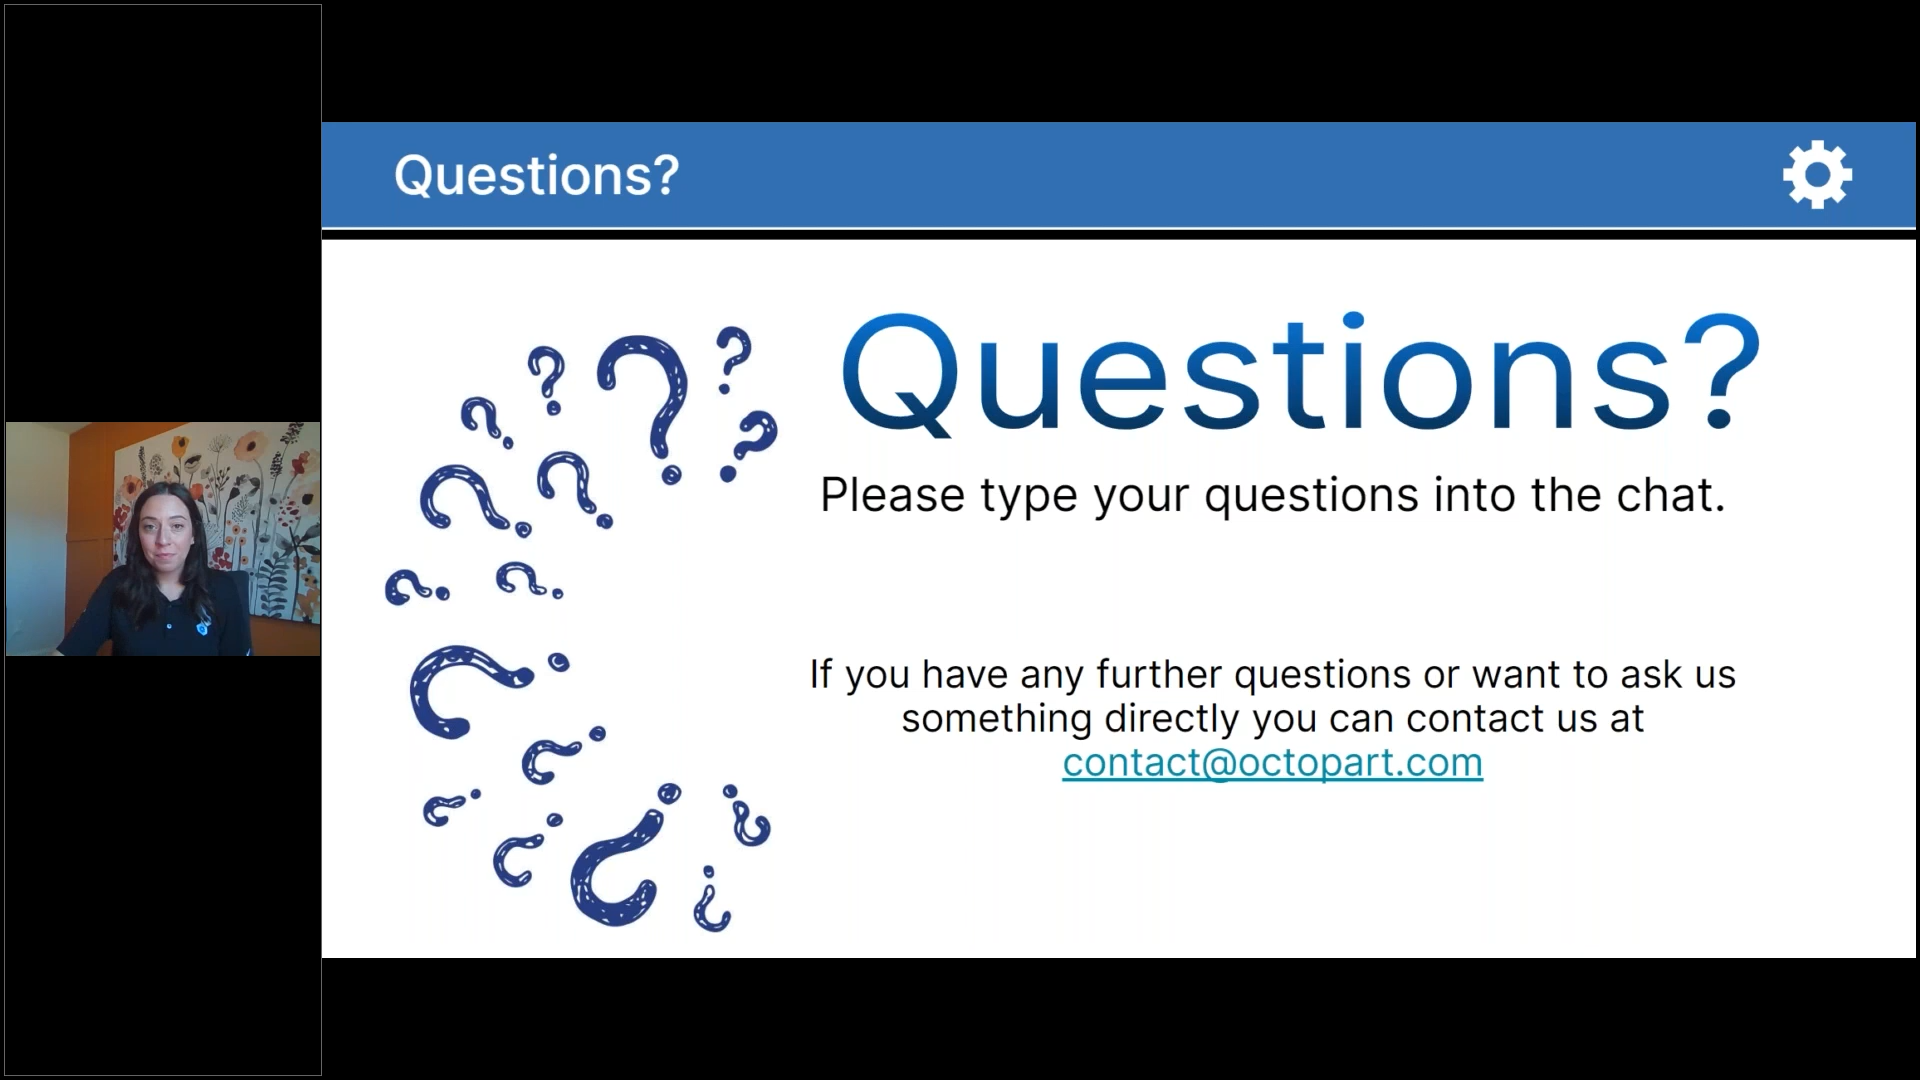 Questions?
Questions?
Please type your questions into the chat.
If you have any further questions or want to ask us
something directly you can contact us at
contact@octopart.com